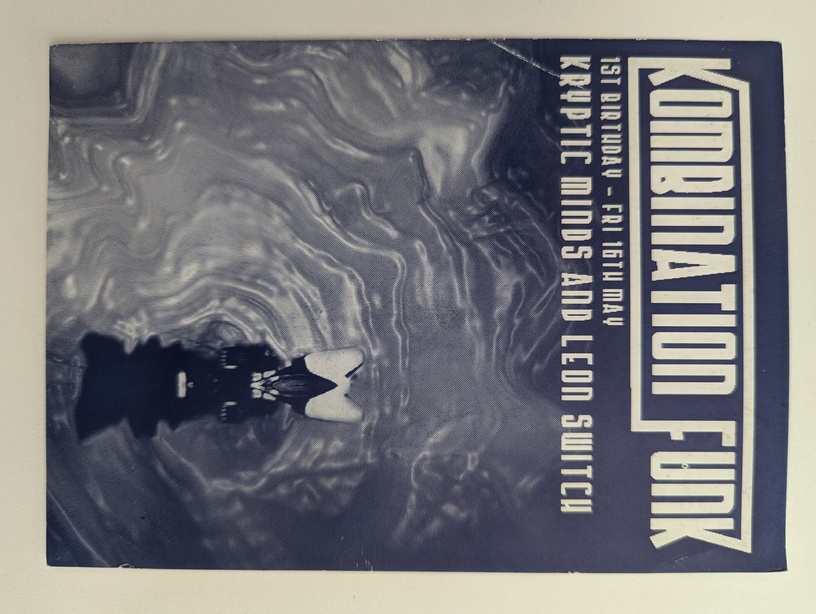 KOMBINATION FUNK
1ST BIRTHDAY - FRI 16TH MAY
KRYPTIC MINDS AND LEON SWITCH